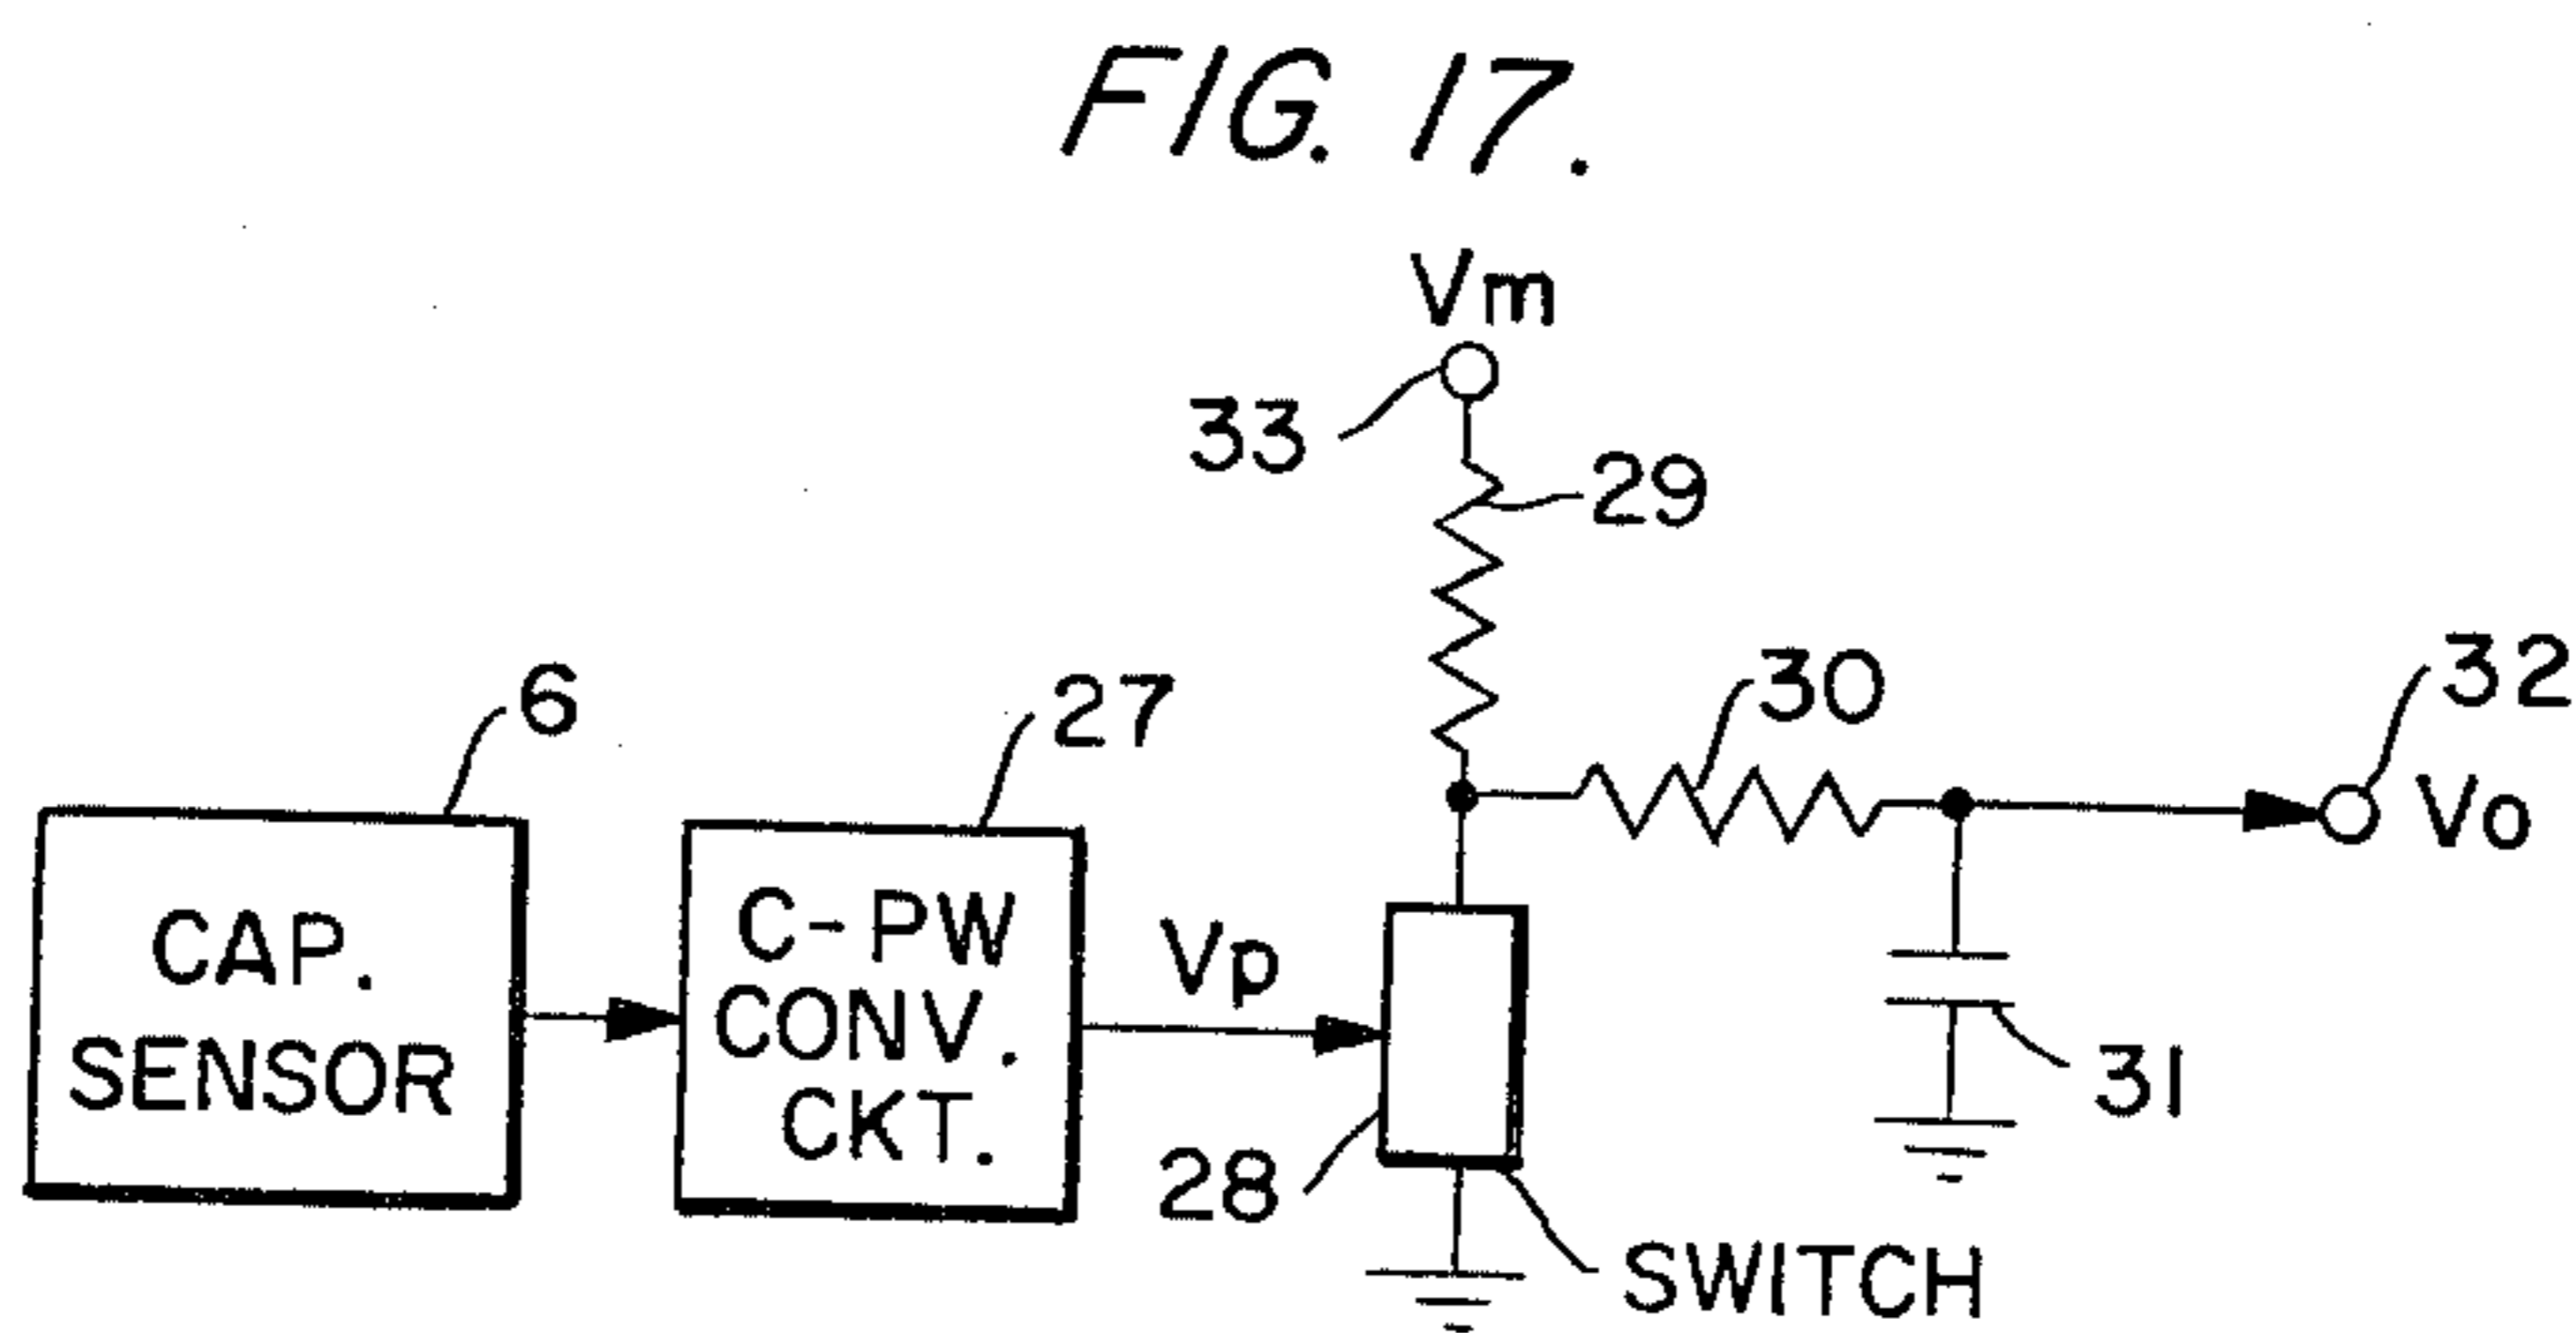 FIG. 17.
Vm
33
29
30
32
Vo
6
27
CAP.
SENSOR
C-PW
CONV.
CKT.
Vp
28
31
SWITCH